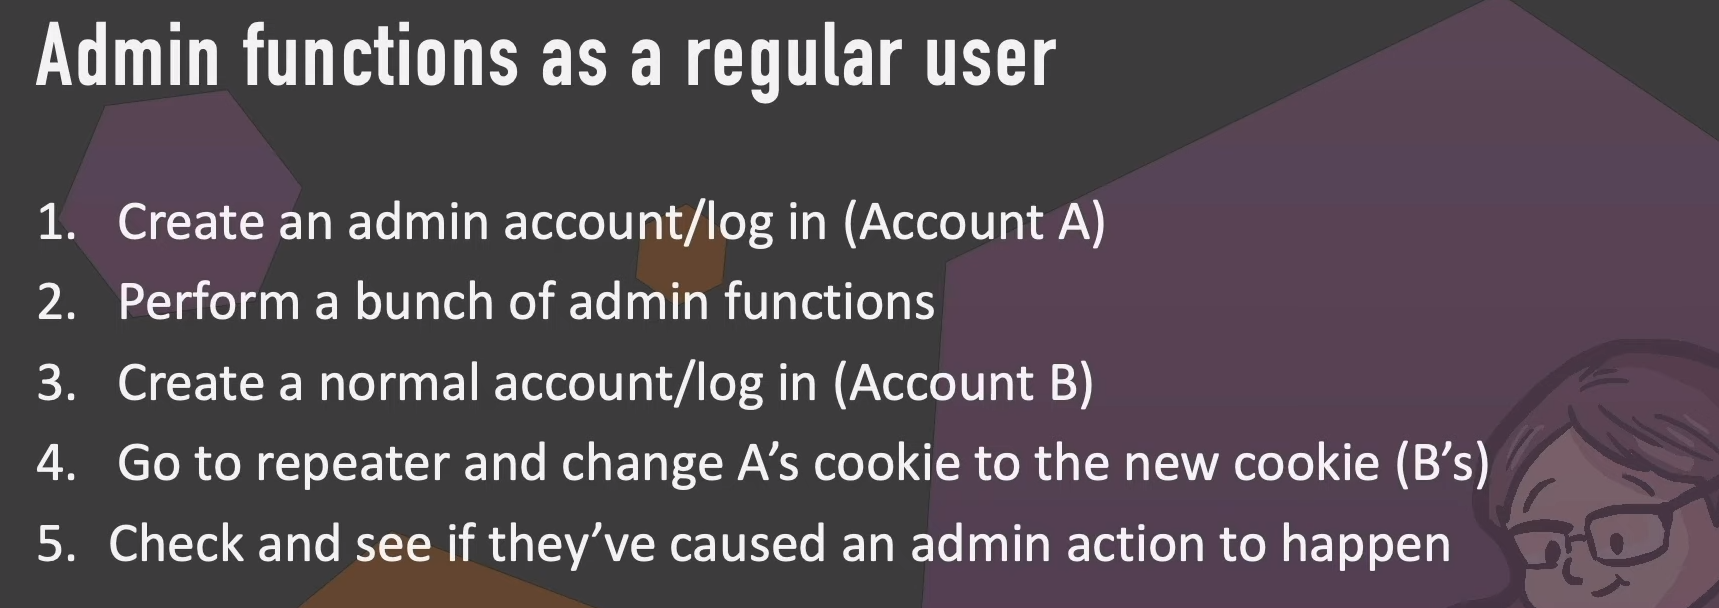 Admin functions as a regular user
1. Create an admin account/log in (Account A)
2. Perform a bunch of admin functions
3. Create a normal account/log in (Account B)
4. Go to repeater and change A’s cookie to the new cookie (B’s)
5. Check and see if they’ve caused an admin action to happen